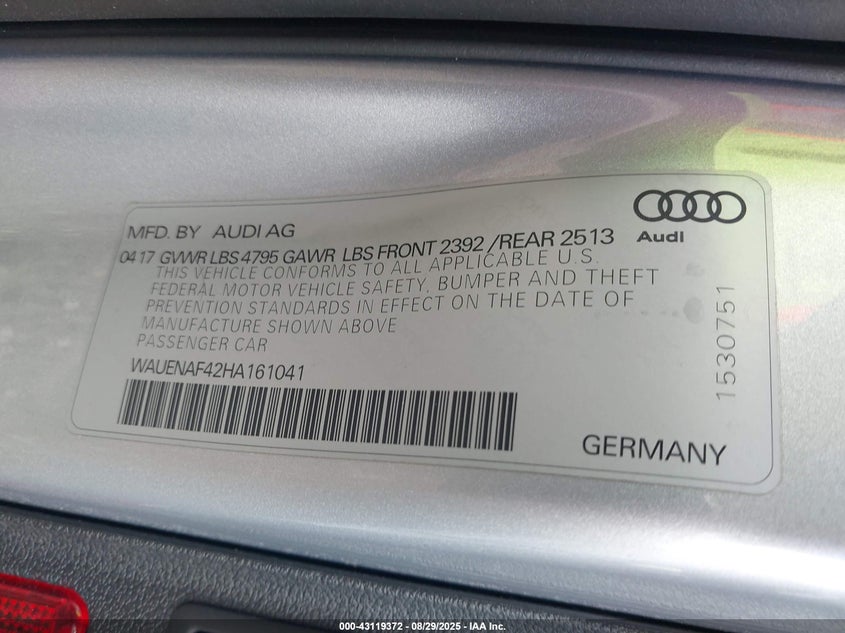 MFD. BY AUDI AG
Audi
04 17 GVWR LBS 4795 GAWR LBS FRONT 2392 /REAR 2513
THIS VEHICLE CONFORMS TO ALL APPLICABLE U.S.
FEDERAL MOTOR VEHICLE SAFETY, BUMPER AND THEFT
PREVENTION STANDARDS IN EFFECT ON THE DATE OF
MANUFACTURE SHOWN ABOVE
PASSENGER CAR
WAUENAF42HA161041
1530751
GERMANY
000-43119372 - 08/29/2025 - IAA Inc.